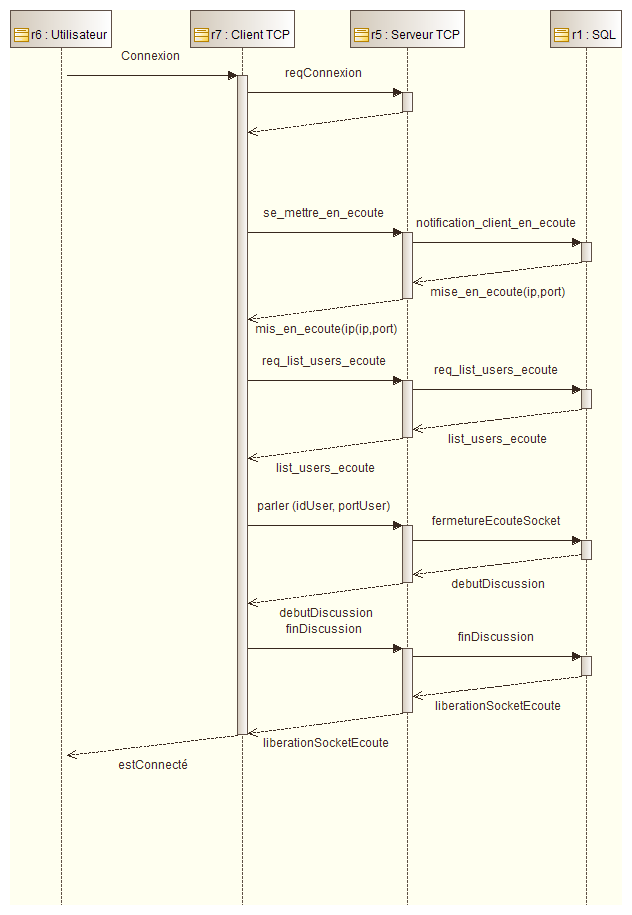 r6 : Utilisateur
r7 : Client TCP
r5 : Serveur TCP
r1 : SQL
Connexion
reqConnexion
se_mettre_en_ecoute
notification_client_en_ecoute
mise_en_ecoute(ip,port)
mis_en_ecoute(ip(ip,port)
req_list_users_ecoute
req_list_users_ecoute
list_users_ecoute
list_users_ecoute
parler (idUser, portUser)
fermetureEcouteSocket
debutDiscussion
debutDiscussion
finDiscussion
finDiscussion
liberationSocketEcoute
liberationSocketEcoute
estConnecté